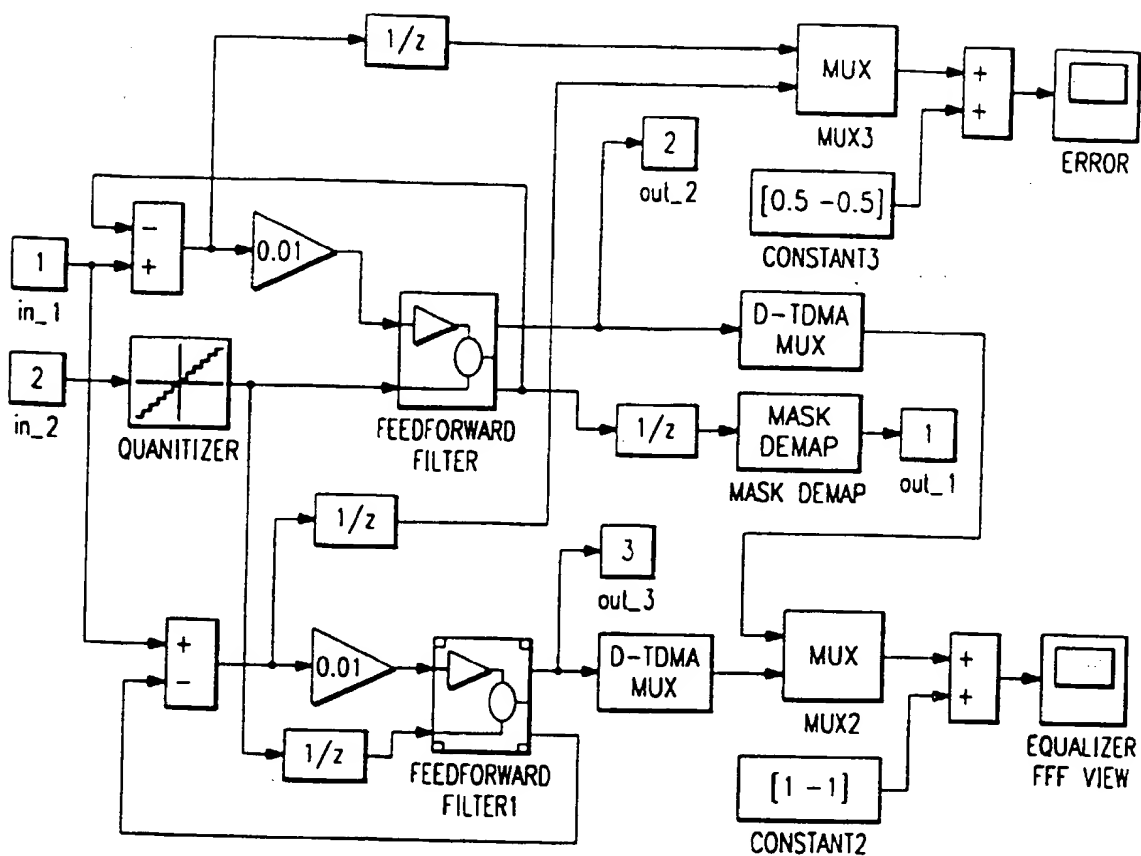 1/z
MUX
MUX3
+
+
ERROR
2
out_2
[0.5 -0.5]
CONSTANT3
−
+
0.01
1
in_1
2
in_2
QUANITIZER
FEEDFORWARD
FILTER
D-TDMA
MUX
1/z
MASK
DEMAP
MASK DEMAP
1
out_1
1/z
3
out_3
+
−
0.01
1/z
FEEDFORWARD
FILTER1
D-TDMA
MUX
MUX
MUX2
+
+
EQUALIZER
FFF VIEW
[1 -1]
CONSTANT2